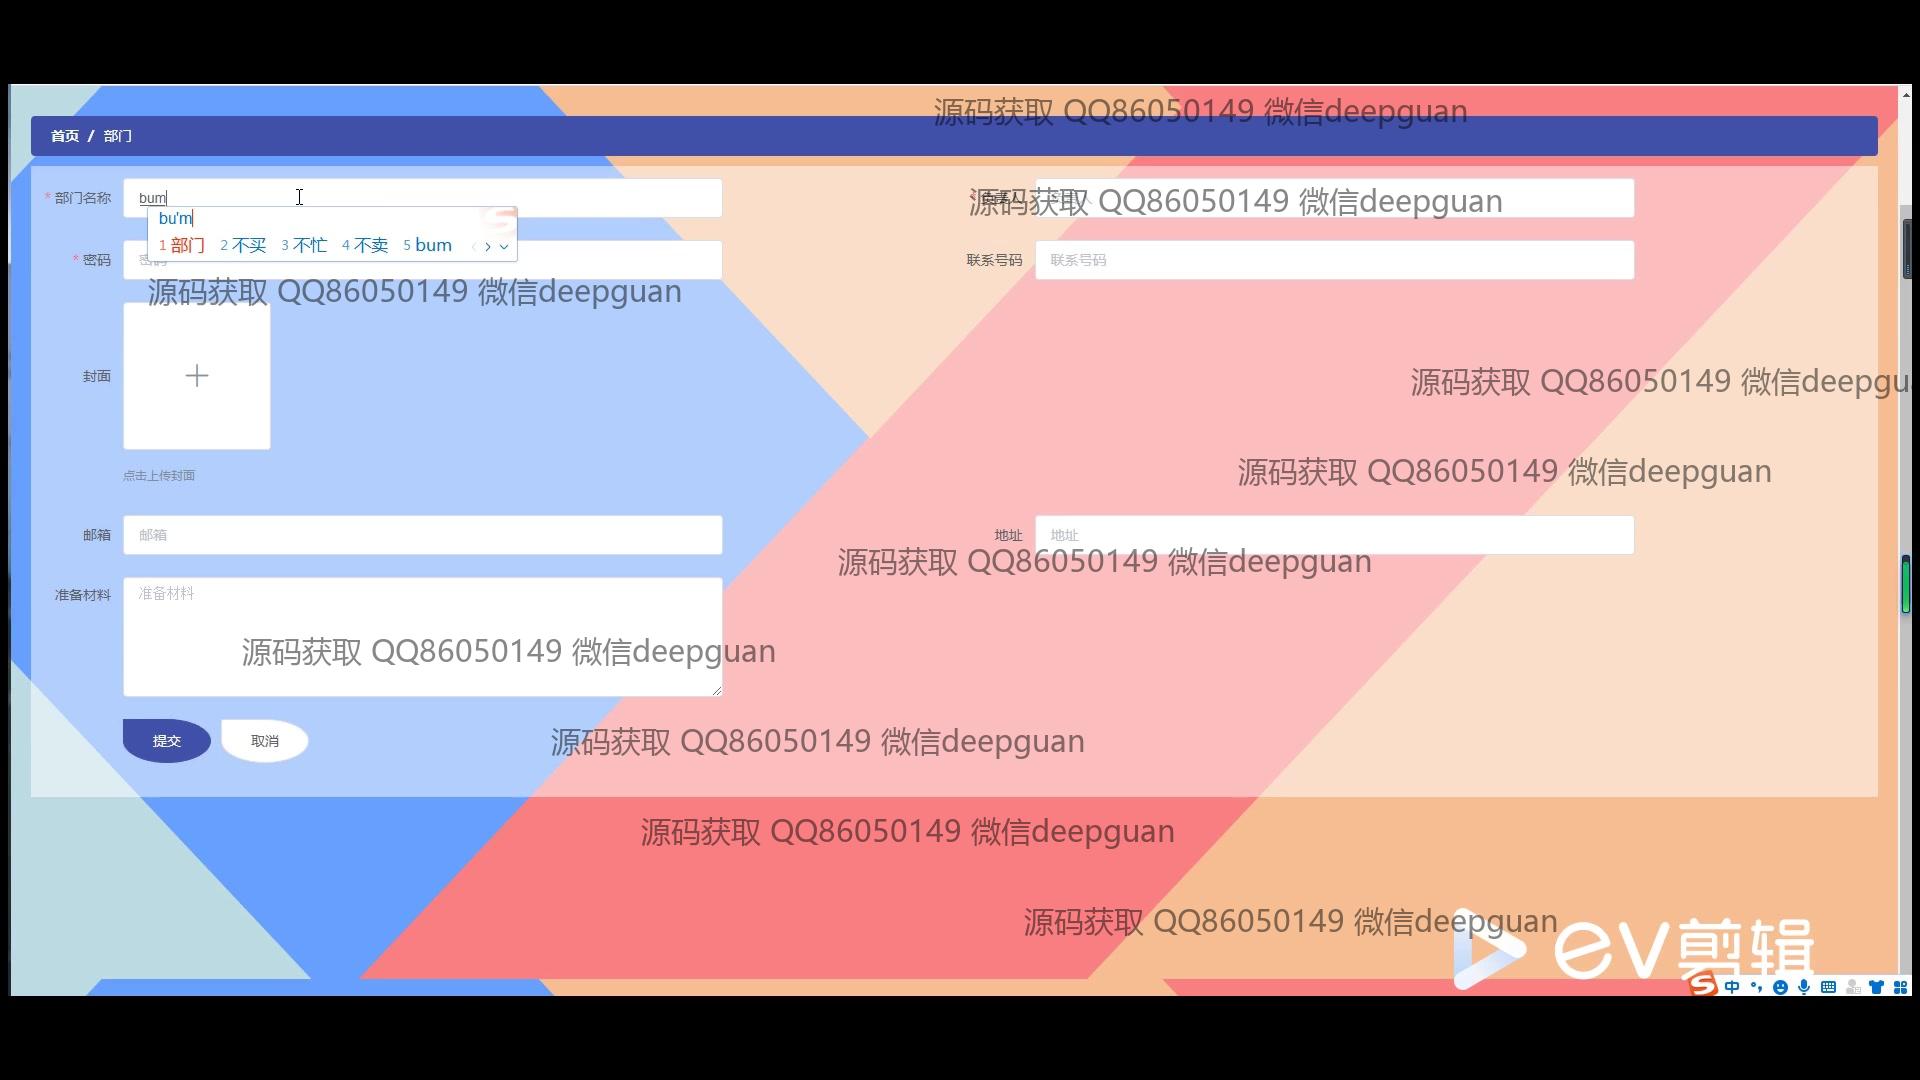 源码获取 QQ86050149 微信deepguan
首页 / 部门
* 部门名称 bum
源码获取 QQ86050149 微信deepguan
bu'm
1 部门 2 不买 3 不忙 4 不卖 5 bum
* 密码
联系号码 联系号码
源码获取 QQ86050149 微信deepguan
封面
源码获取 QQ86050149 微信deepgu
点击上传封面
源码获取 QQ86050149 微信deepguan
邮箱 邮箱
地址 地址
源码获取 QQ86050149 微信deepguan
准备材料 准备材料
源码获取 QQ86050149 微信deepguan
提交 取消
源码获取 QQ86050149 微信deepguan
源码获取 QQ86050149 微信deepguan
源码获取 QQ86050149 微信deepguan
EV剪辑
中